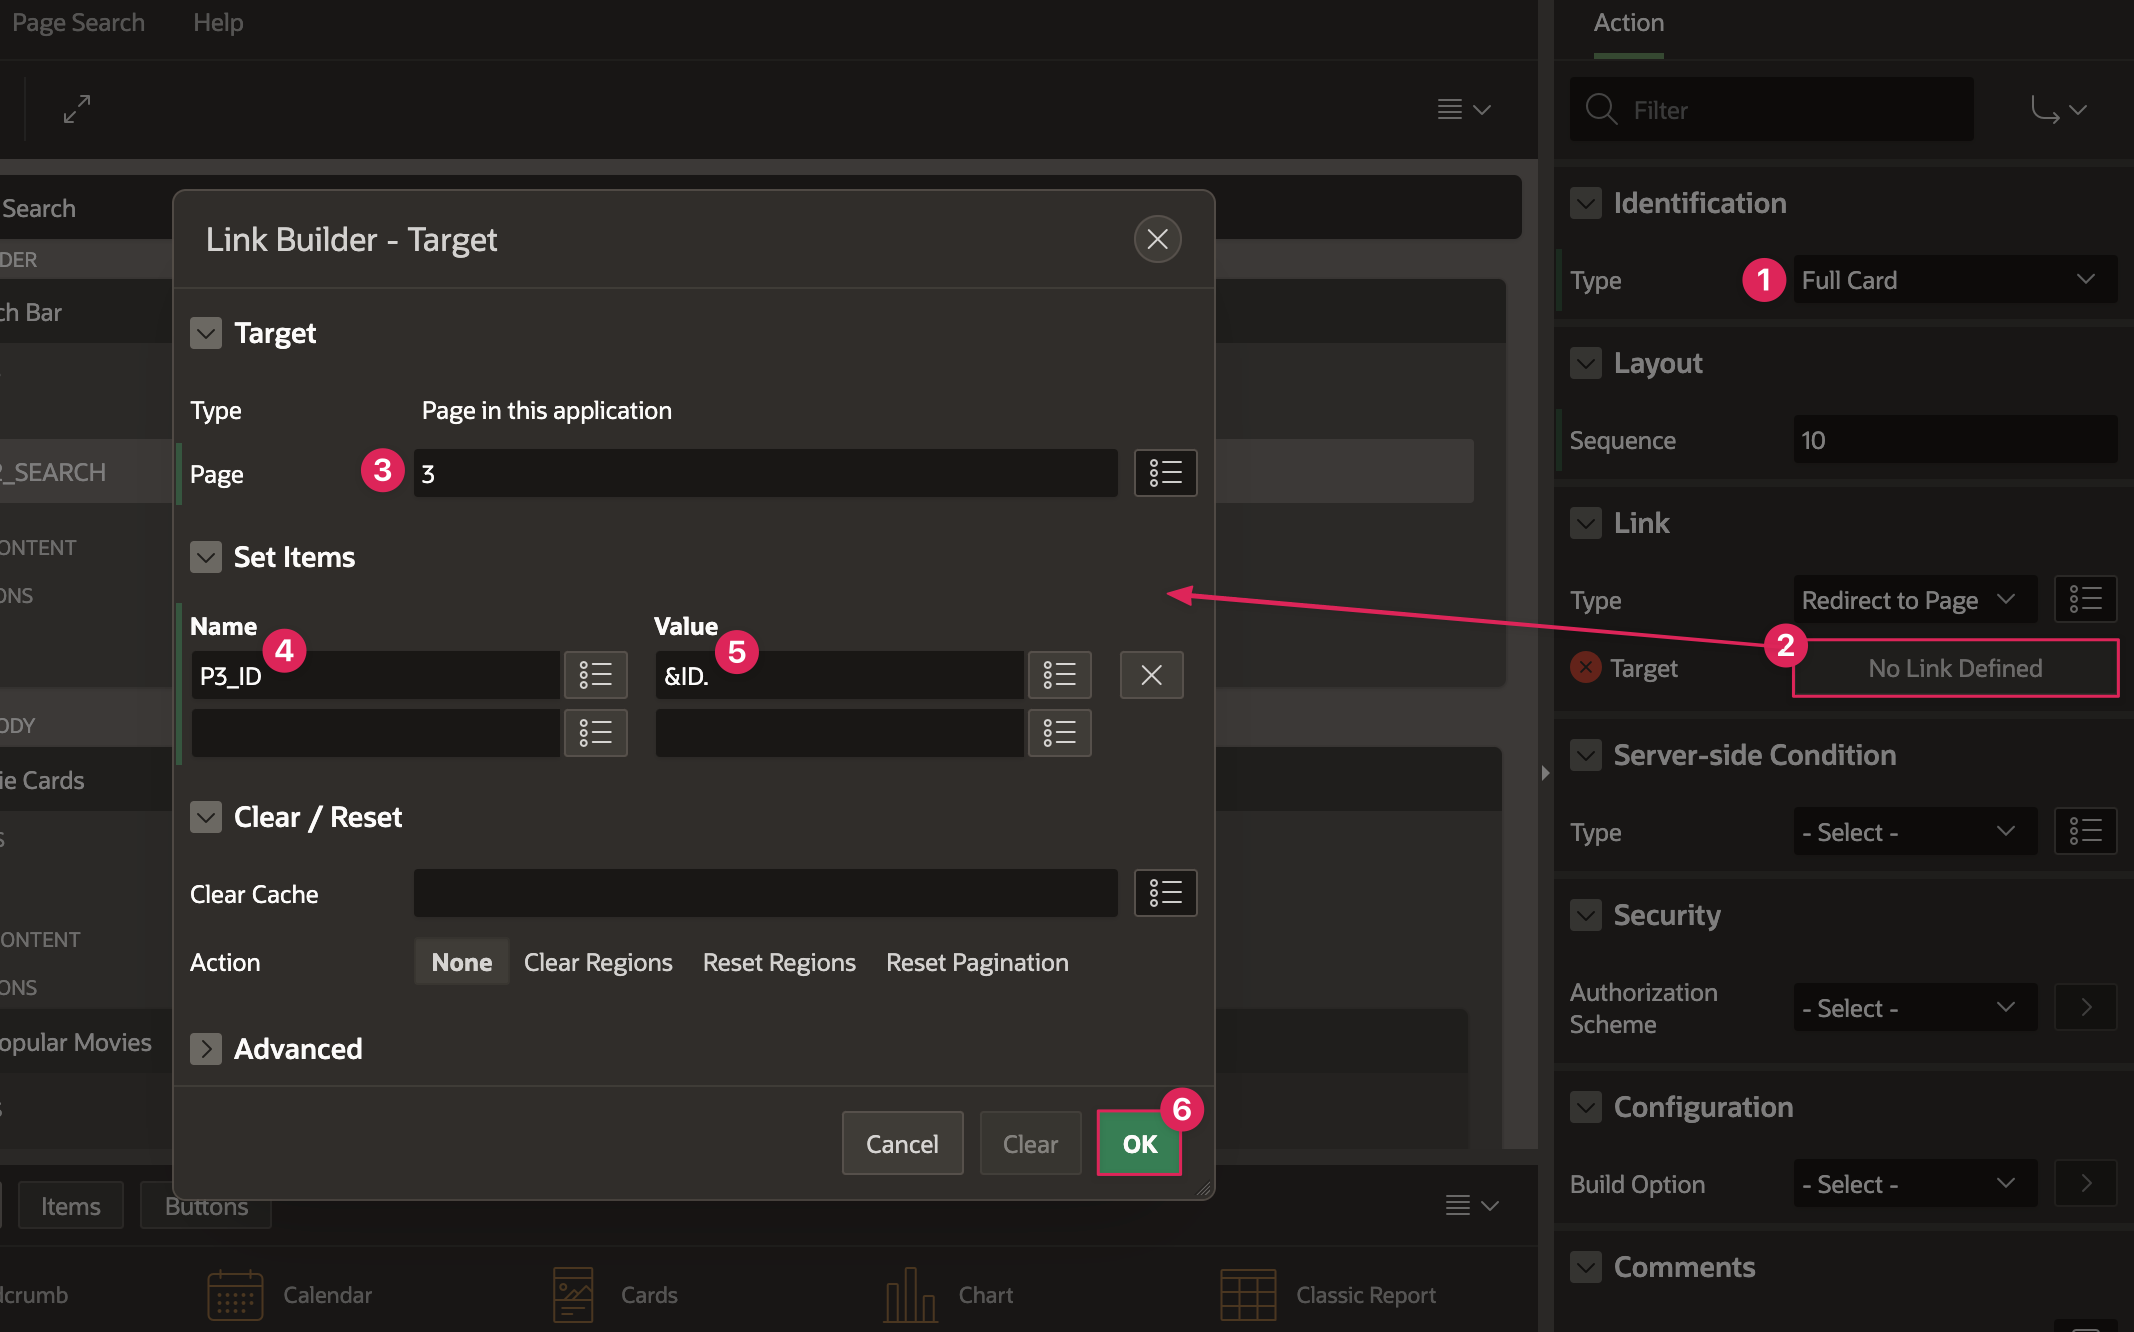 Page Search Help
Action
Filter
Search
DER
ch Bar
_SEARCH
ONTENT
ONS
ODY
ie Cards
S
ONTENT
ONS
opular Movies
Link Builder - Target
Target
Type Page in this application
Page 3 3
Set Items
Name Value
4 5
P3_ID &ID.
Clear / Reset
Clear Cache
Action None Clear Regions Reset Regions Reset Pagination
Advanced
6
Cancel Clear OK
Identification
Type 1 Full Card
Layout
Sequence 10
Link
Type Redirect to Page
2
Target No Link Defined
Server-side Condition
Type - Select -
Security
Authorization
Scheme - Select -
Configuration
Build Option - Select -
Comments
Items Buttons
dcrumb Calendar Cards Chart Classic Report